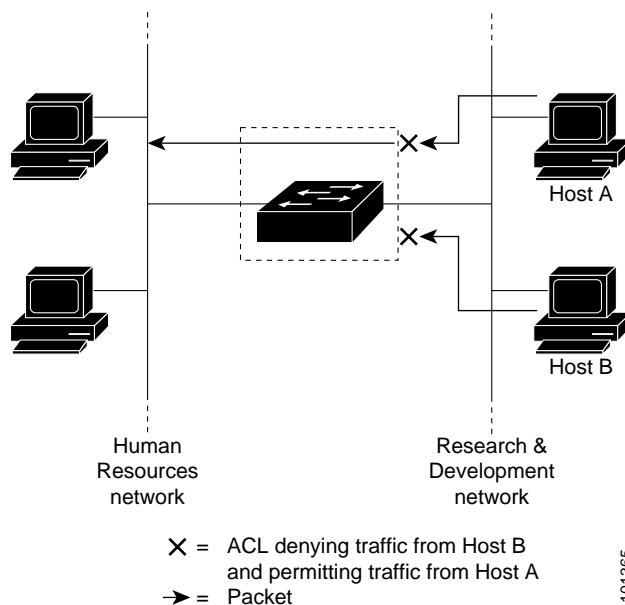 Host A
Host B
Human
Resources
network
Research &
Development
network
= ACL denying traffic from Host B
and permitting traffic from Host A
= Packet